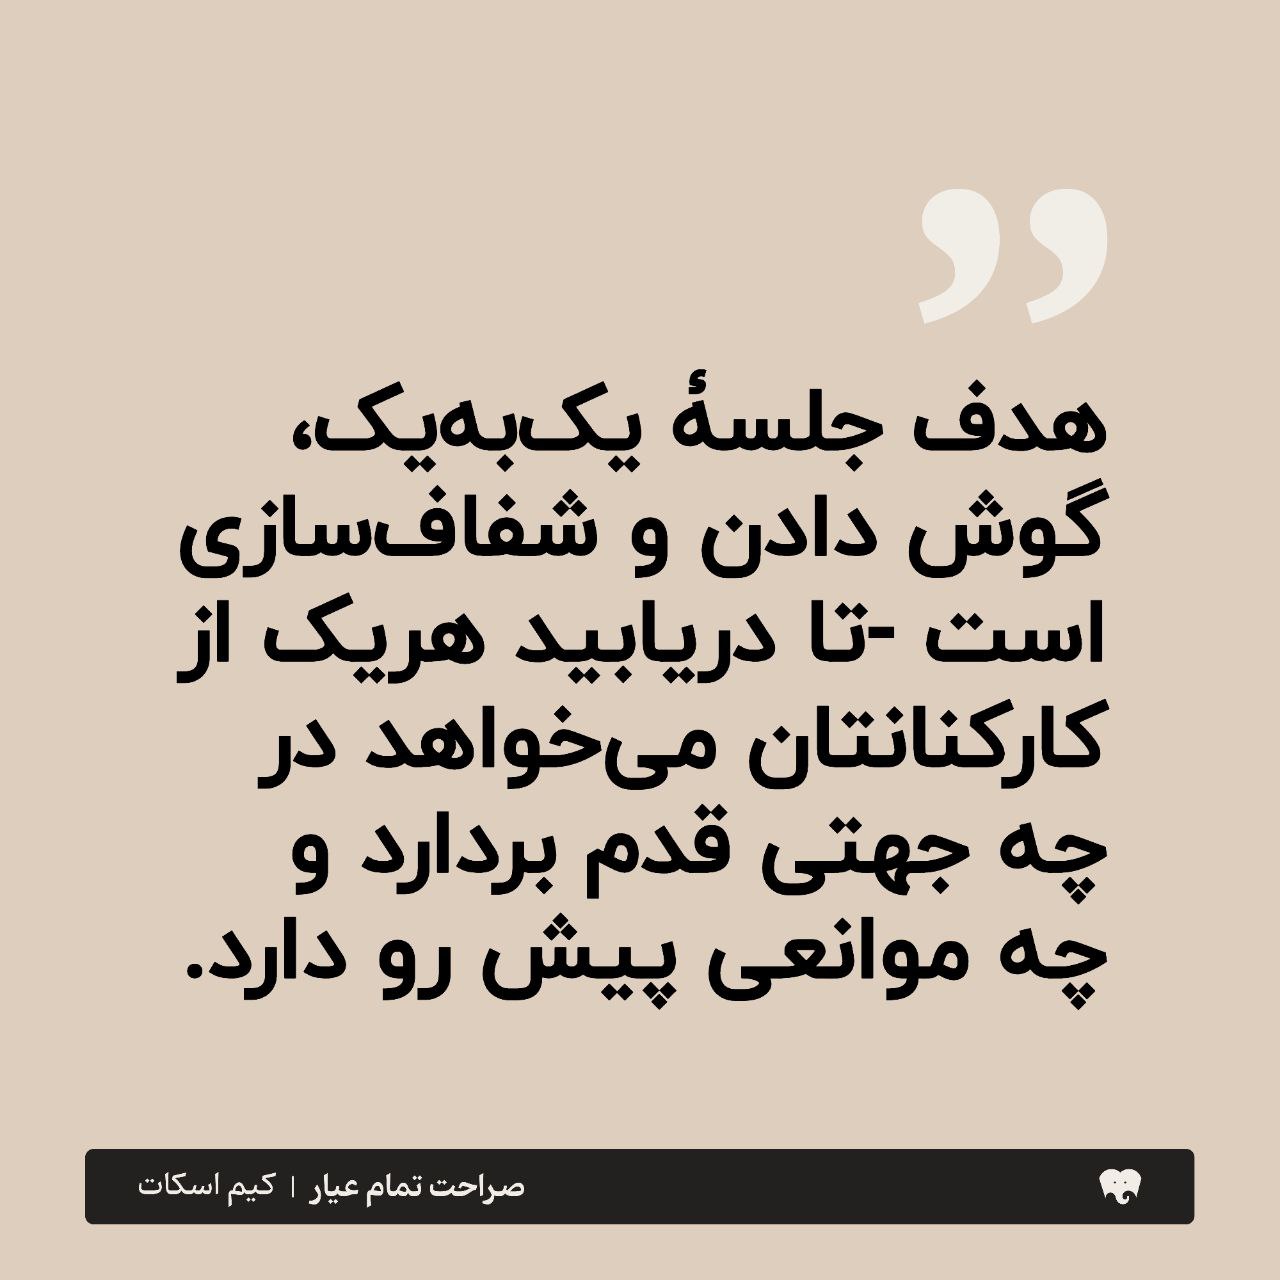 ”
هدف جلسهٔ یک‌به‌یک،
گوش دادن و شفاف‌سازی
است -تا دریابید هریک از
کارکنانتان می‌خواهد در
چه جهتی قدم بردارد و
چه موانعی پیش رو دارد.
صراحت تمام عیار | کیم اسکات